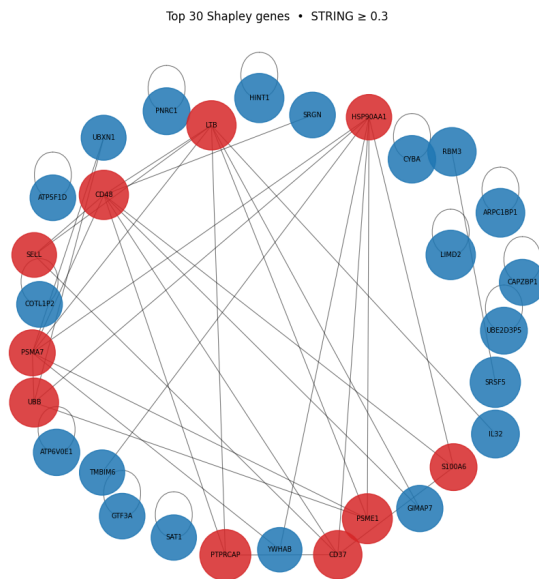 Top 30 Shapley genes • STRING ≥ 0.3
HINT1
PNRC1
SRGN
HSP90AA1
LTB
UBXN1
CYBA
RBM3
CD48
ATP5F1D
ARPC1BP1
SELL
LIMD2
CAPZBP1
COTL1P2
UBE2D3P5
PSMA7
SRSF5
UBB
IL32
ATP6V0E1
S100A6
TMBIM6
GIMAP7
GTF3A
PSME1
SAT1
YWHAB
PTPRCAP
CD37